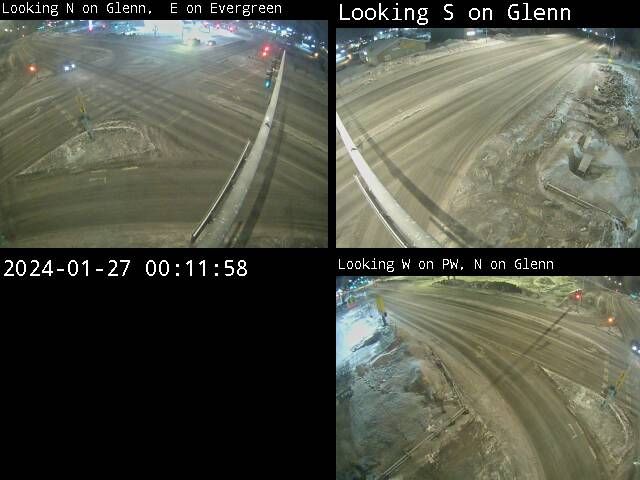 Looking N on Glenn,  E on Evergreen
Looking S on Glenn
2024-01-27 00:11:58
Looking W on PW, N on Glenn